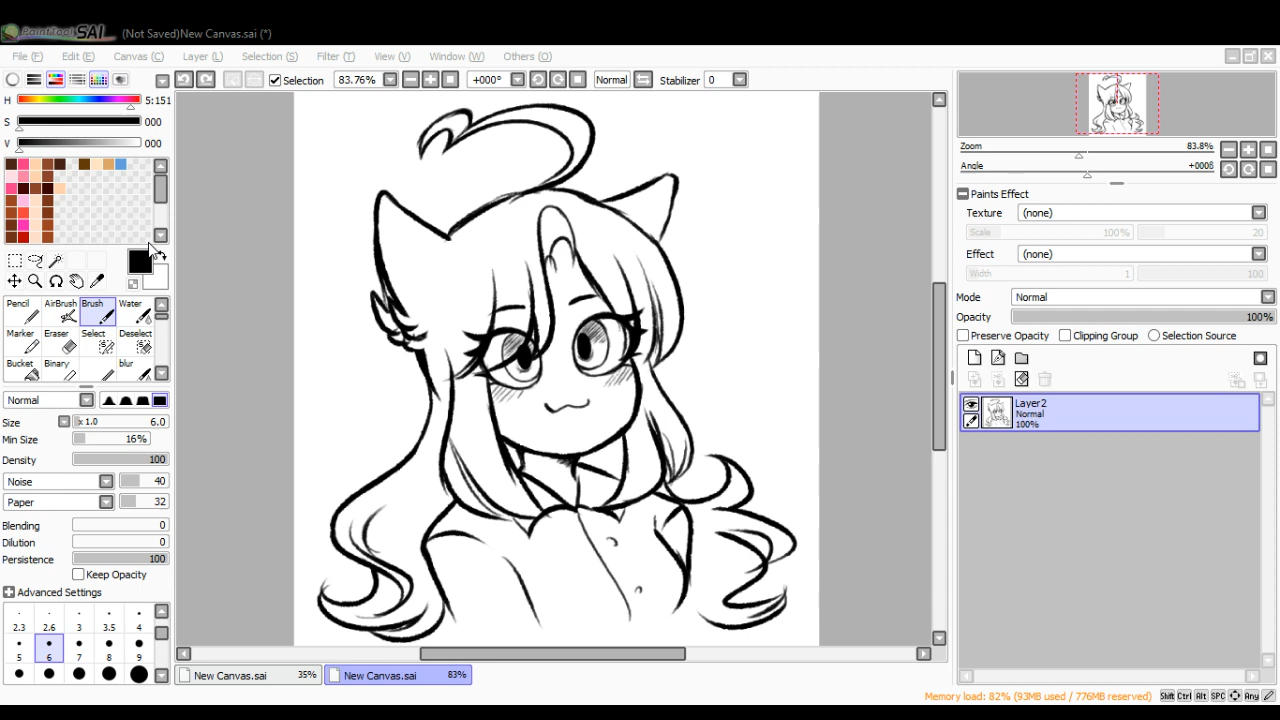 PaintTool SAI (Not Saved)New Canvas.sai (*)
File (F) Edit (E) Canvas (C) Layer (L) Selection (S) Filter (T) View (V) Window (W) Others (O)
Selection 83.76% +000° Normal Stabilizer 0
H 5:151
S 000
V 000
Zoom 83.8%
Angle +000ß
Paints Effect
Texture (none)
Scale 100% 20
Effect (none)
Width 1 100
Mode Normal
Opacity 100%
Preserve Opacity Clipping Group Selection Source
Layer2
Normal
100%
Pencil AirBrush Brush Water
Marker Eraser Select Deselect
Bucket Binary blur
Normal
Size x 1.0 6.0
Min Size 16%
Density 100
Noise 40
Paper 32
Blending 0
Dilution 0
Persistence 100
Keep Opacity
Advanced Settings
2.3 2.6 3 3.5 4
5 6 7 8 9
New Canvas.sai 35% New Canvas.sai 83%
Memory load: 82% (93MB used / 776MB reserved) Shift Ctrl Alt SPC Any